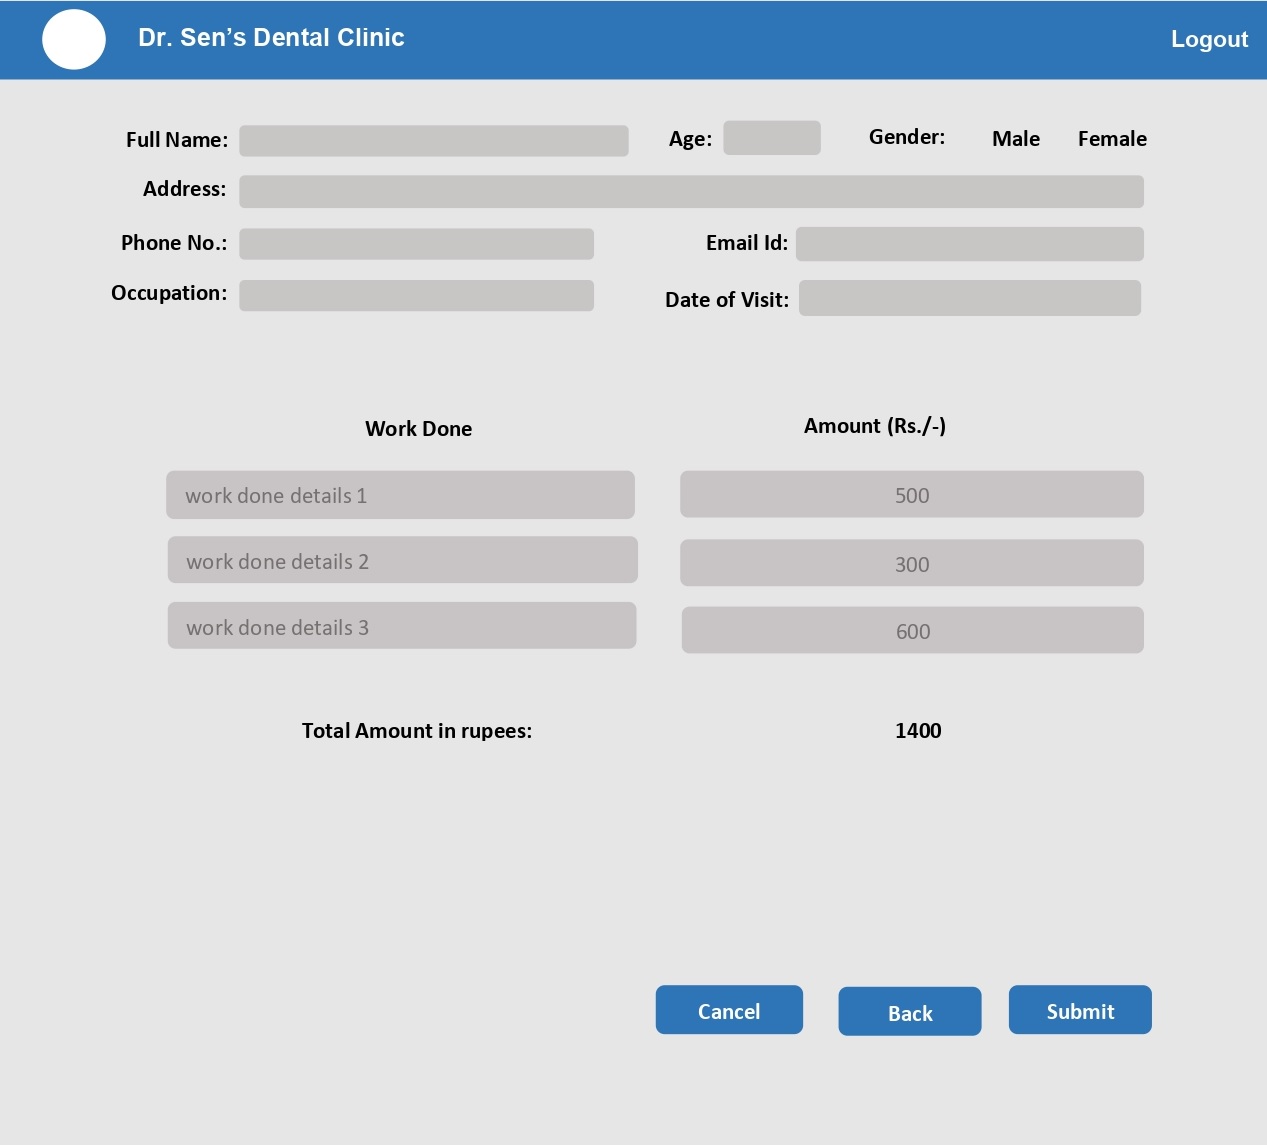 Dr. Sen’s Dental Clinic Logout
Full Name: Age: Gender: Male Female
Address:
Phone No.: Email Id:
Occupation: Date of Visit:
Work Done Amount (Rs./-)
work done details 1 500
work done details 2 300
work done details 3 600
Total Amount in rupees: 1400
Cancel Back Submit